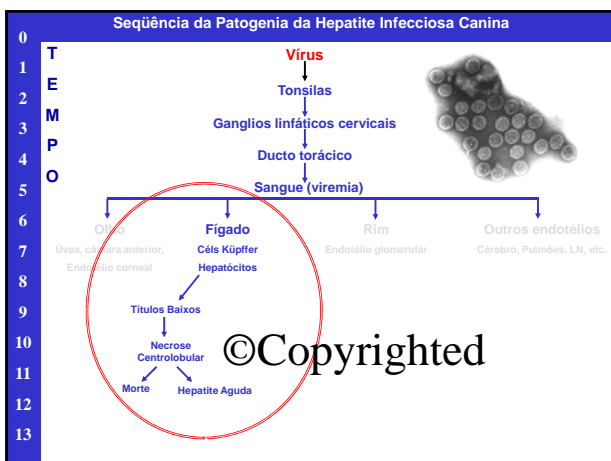 Seqüência da Patogenia da Hepatite Infecciosa Canina
0
1
2
3
4
5
6
7
8
9
10
11
12
13
T
E
M
P
O
Vírus
Tonsilas
Ganglios linfáticos cervicais
Ducto torácico
Sangue (viremia)
Olho
Úvea, câmara anterior,
Endotélio corneal
Fígado
Céls Küpffer
Hepatócitos
Rim
Endotélio glomerular
Outros endotélios
Cérebro, Pulmões, LN, etc.
Títulos Baixos
Necrose
Centrolobular
Morte
Hepatite Aguda
©Copyrighted